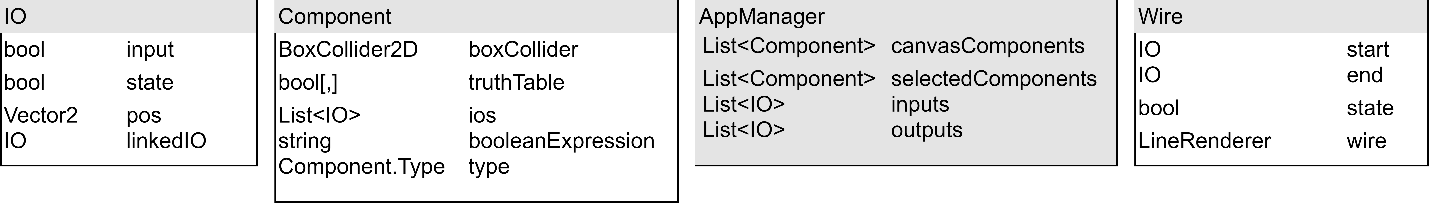 IO
bool input
bool state
Vector2 pos
IO linkedIO
Component
BoxCollider2D boxCollider
bool[,] truthTable
List<IO> ios
string booleanExpression
Component.Type type
AppManager
List<Component> canvasComponents
List<Component> selectedComponents
List<IO> inputs
List<IO> outputs
Wire
IO start
IO end
bool state
LineRenderer wire